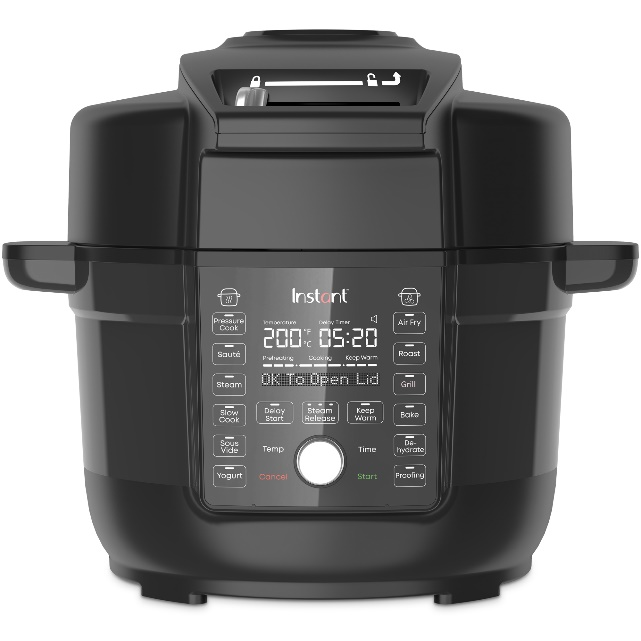 Instant
Temperature Delay Timer
200 °F °C 05:20
Preheating Cooking Keep Warm
OK To Open Lid
Pressure
Cook
Sauté
Steam
Slow
Cook
Sous
Vide
Yogurt
Delay
Start
Steam
Release
Keep
Warm
Temp
Time
Cancel
Start
Air Fry
Roast
Grill
Bake
De-
hydrate
Proofing